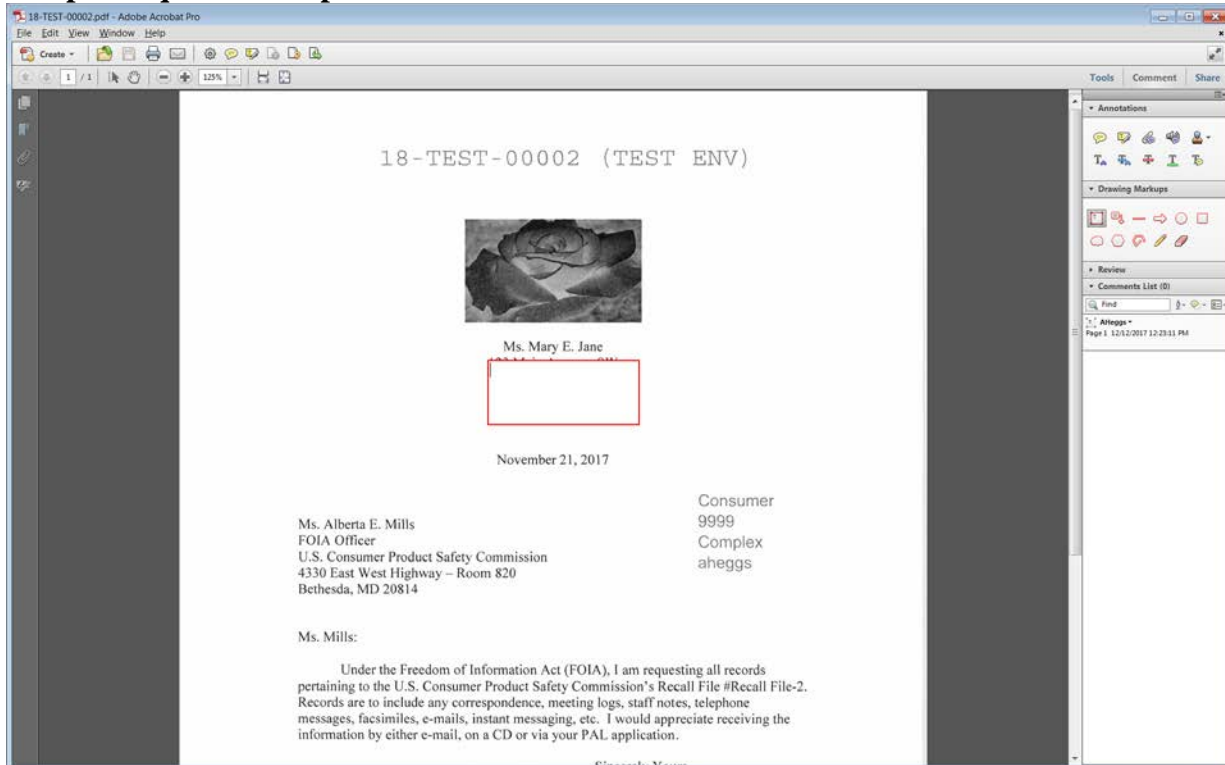 18-TEST-00002.pdf - Adobe Acrobat Pro
File Edit View Window Help
Create
1 / 1 125%
Tools Comment Share
18-TEST-00002 (TEST ENV)
Ms. Mary E. Jane
November 21, 2017
Consumer
9999
Complex
aheggs
Ms. Alberta E. Mills
FOIA Officer
U.S. Consumer Product Safety Commission
4330 East West Highway – Room 820
Bethesda, MD 20814
Ms. Mills:
Under the Freedom of Information Act (FOIA), I am requesting all records
pertaining to the U.S. Consumer Product Safety Commission's Recall File #Recall File-2.
Records are to include any correspondence, meeting logs, staff notes, telephone
messages, facsimiles, e-mails, instant messaging, etc. I would appreciate receiving the
information by either e-mail, on a CD or via your PAL application.
Annotations
Drawing Markups
Review
Comments List (0)
Find
AHeggs
Page 1 12/12/2017 12:23:11 PM